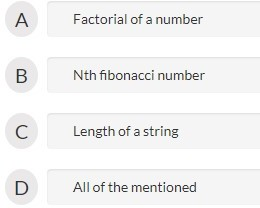 A Factorial of a number
B Nth fibonacci number
C Length of a string
D All of the mentioned